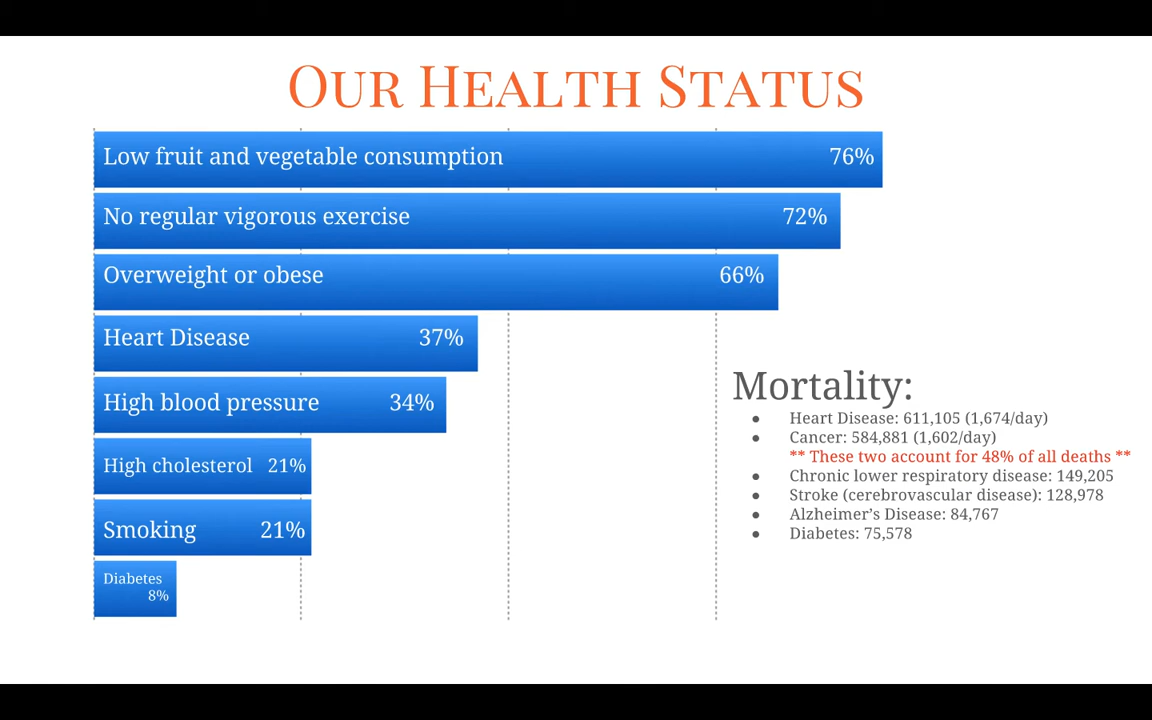 Our Health Status
Low fruit and vegetable consumption 76%
No regular vigorous exercise 72%
Overweight or obese 66%
Heart Disease 37%
High blood pressure 34%
High cholesterol 21%
Smoking 21%
Diabetes
8%
Mortality:
● Heart Disease: 611,105 (1,674/day)
● Cancer: 584,881 (1,602/day)
** These two account for 48% of all deaths **
● Chronic lower respiratory disease: 149,205
● Stroke (cerebrovascular disease): 128,978
● Alzheimer’s Disease: 84,767
● Diabetes: 75,578